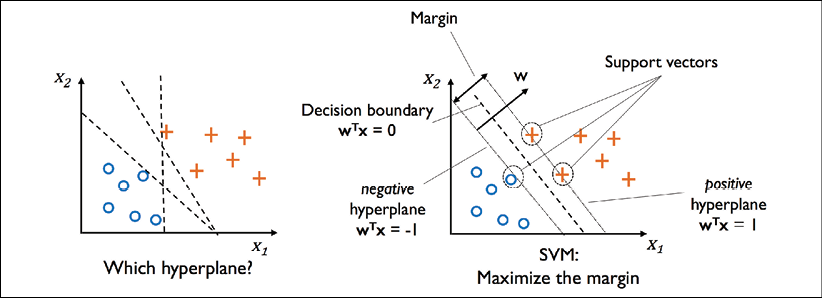 x₂
x₁
Which hyperplane?
Margin
x₂
w
Support vectors
Decision boundary
wᵀx = 0
negative
hyperplane
wᵀx = -1
positive
hyperplane
wᵀx = 1
x₁
SVM:
Maximize the margin